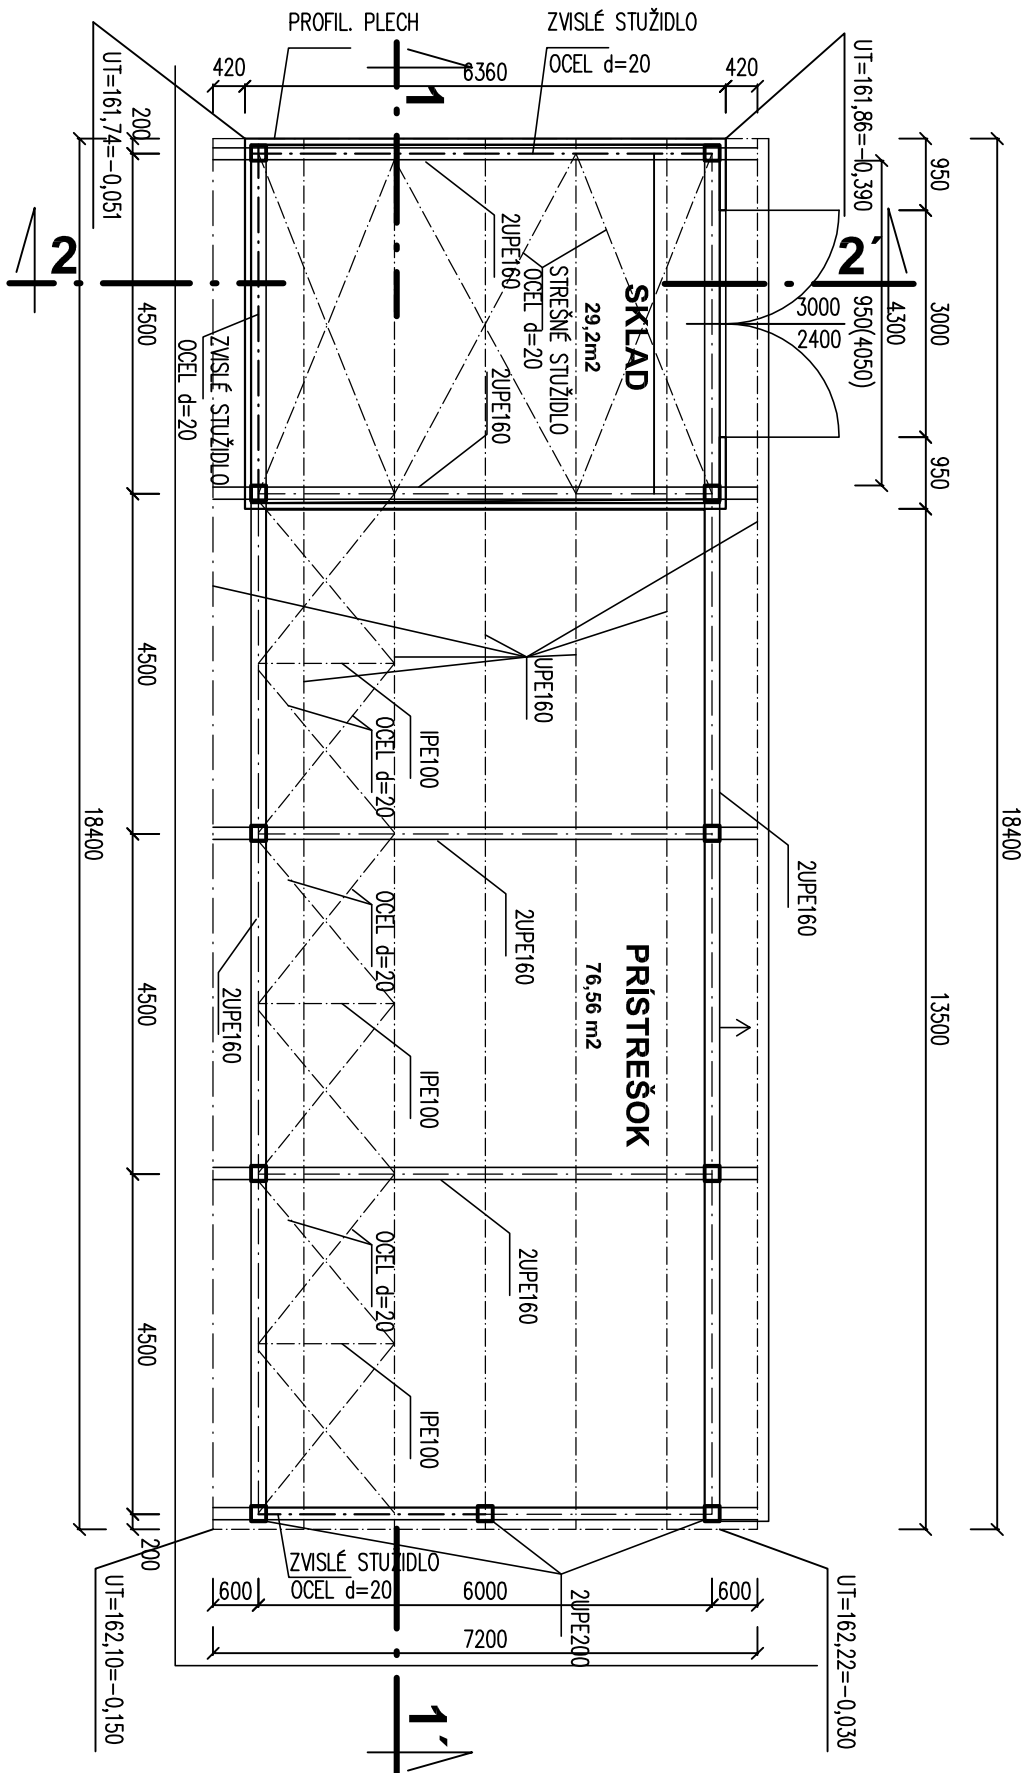 PROFIL. PLECH
ZVISLÉ STUŽIDLO
OCEL d=20
420
6360
420
1
UT=161,74=-0,051
200
UT=161,86=-0,390
950
2
2´
4500
ZVISLÉ STUŽIDLO
OCEL d=20
2UPE160
STREŠNÉ STUŽIDLO
OCEL d=20
2UPE160
SKLAD
29,2m2
3000
2400
950(4050)
4300
3000
950
18400
4500
UPE160
IPE100
OCEL d=20
2UPE160
18400
2UPE160
OCEL d=20
2UPE160
PRÍSTREŠOK
76,56 m2
4500
IPE100
13500
2UPE160
OCEL d=20
4500
IPE100
200
ZVISLÉ STUŽIDLO
OCEL d=20
600
6000
600
7200
2UPE200
UT=162,10=-0,150
UT=162,22=-0,030
1´